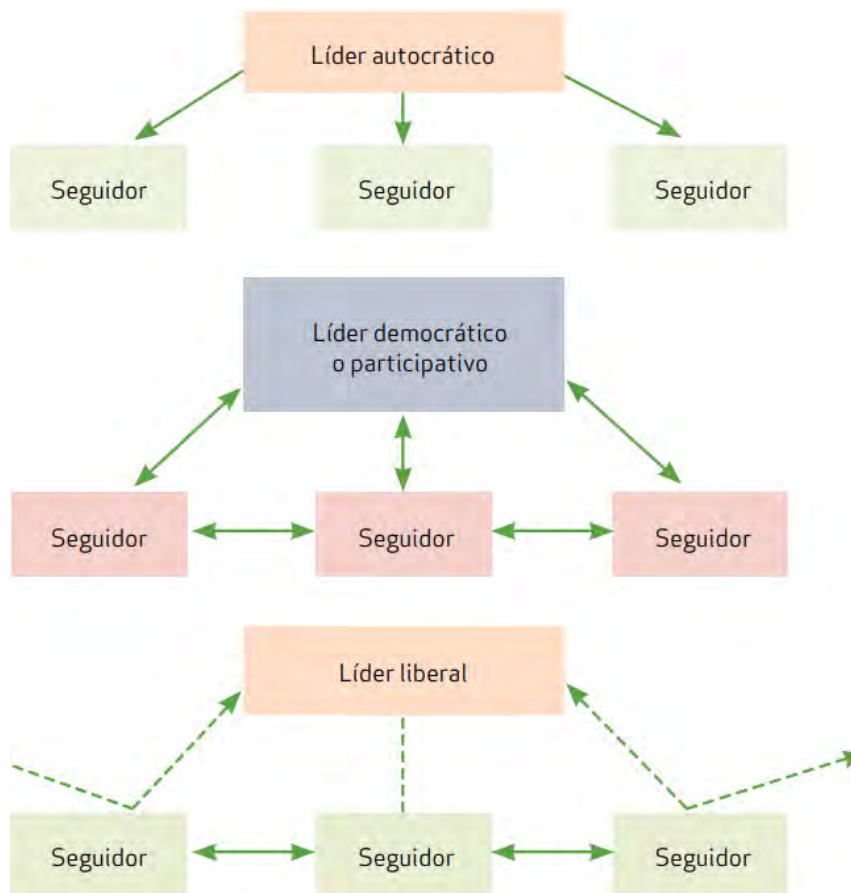 Líder autocrático
Seguidor
Seguidor
Seguidor
Líder democrático
o participativo
Seguidor
Seguidor
Seguidor
Líder liberal
Seguidor
Seguidor
Seguidor